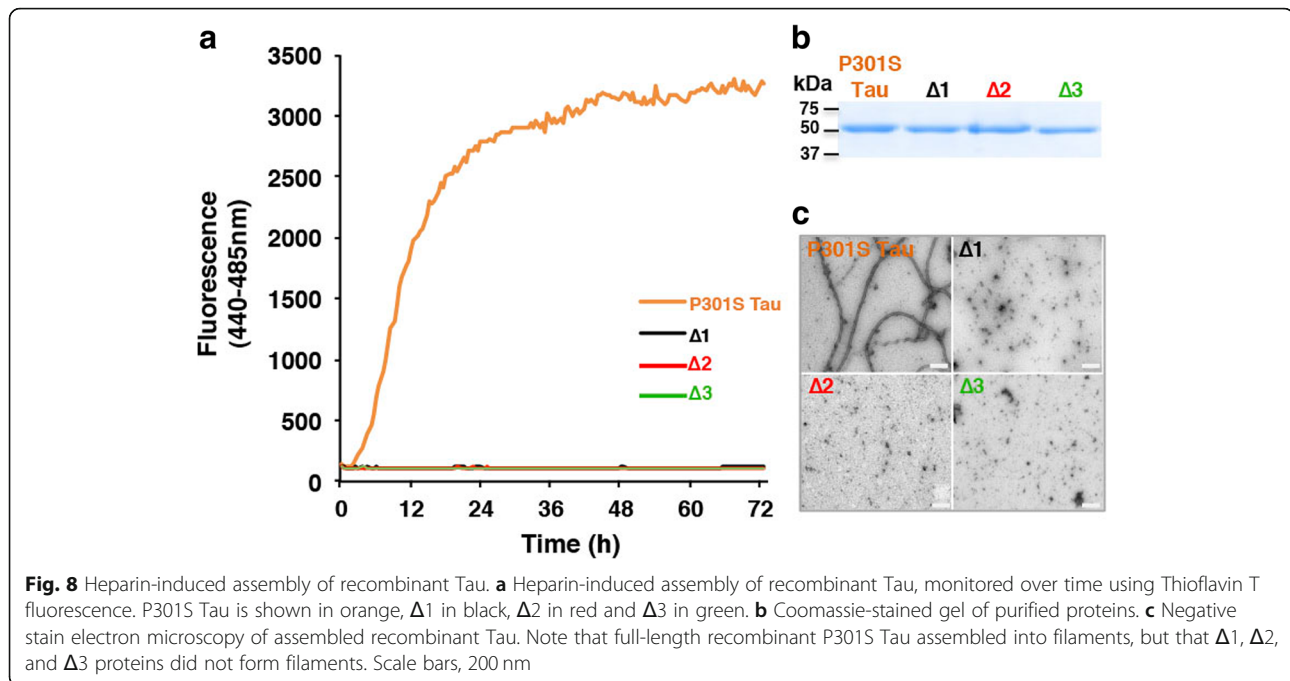 a
3500
3000
2500
2000
1500
1000
500
0
Fluorescence
(440-485nm)
0 12 24 36 48 60 72
Time (h)
P301S Tau
Δ1
Δ2
Δ3
b
kDa
P301S
Tau Δ1 Δ2 Δ3
75
50
37
c
P301S Tau Δ1
Δ2 Δ3
Fig. 8 Heparin-induced assembly of recombinant Tau. a Heparin-induced assembly of recombinant Tau, monitored over time using Thioflavin T
fluorescence. P301S Tau is shown in orange, Δ1 in black, Δ2 in red and Δ3 in green. b Coomassie-stained gel of purified proteins. c Negative
stain electron microscopy of assembled recombinant Tau. Note that full-length recombinant P301S Tau assembled into filaments, but that Δ1, Δ2,
and Δ3 proteins did not form filaments. Scale bars, 200 nm